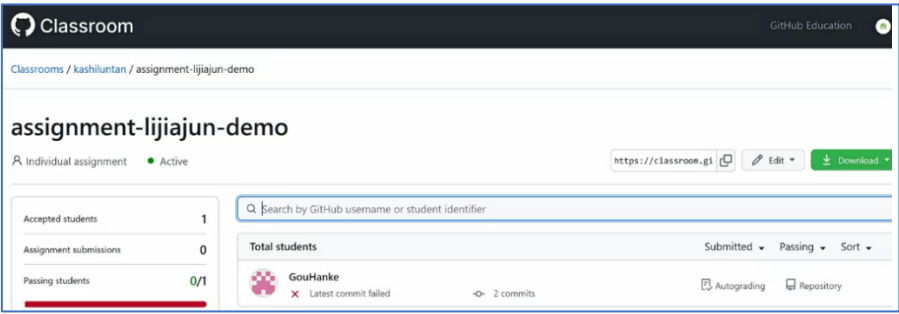 Classroom
GitHub Education
Classrooms / kashiluntan / assignment-lijiajun-demo
assignment-lijiajun-demo
Individual assignment Active
https://classroom.gi Edit Download
Accepted students 1
Assignment submissions 0
Passing students 0/1
Search by GitHub username or student identifier
Total students Submitted Passing Sort
GouHanke
Latest commit failed 2 commits Autograding Repository